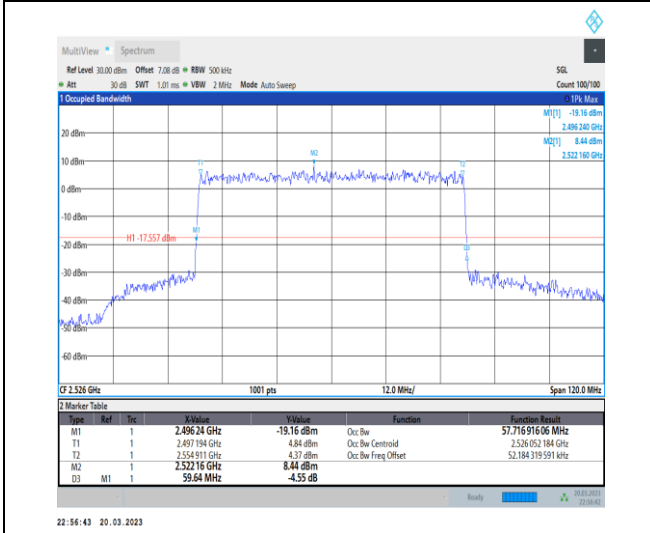 MultiView Spectrum
Ref Level 30.00 dBm Offset 7.08 dB RBW 500 kHz SGL
Att 30 dB SWT 1.01 ms VBW 2 MHz Mode Auto Sweep Count 100/100
1 Occupied Bandwidth 1Pk Max
M1[1] -19.16 dBm
2.496 240 GHz
20 dBm
M2[1] 8.44 dBm
2.522 160 GHz
10 dBm
T1 M2 T2
0 dBm
-10 dBm
H1 -17.557 dBm M1
-20 dBm
D3
-30 dBm
-40 dBm
-50 dBm
-60 dBm
CF 2.526 GHz 1001 pts 12.0 MHz/ Span 120.0 MHz
2 Marker Table
Type Ref Trc X-Value Y-Value Function Function Result
M1 1 2.496 24 GHz -19.16 dBm Occ Bw 57.716 916 06 MHz
T1 1 2.497 194 GHz 4.84 dBm Occ Bw Centroid 2.526 052 184 GHz
T2 1 2.554 911 GHz 4.37 dBm Occ Bw Freq Offset 52.184 319 591 kHz
M2 1 2.522 16 GHz 8.44 dBm
D3 M1 1 59.64 MHz -4.55 dB
Ready 20.03.2023
22:56:42
22:56:43 20.03.2023